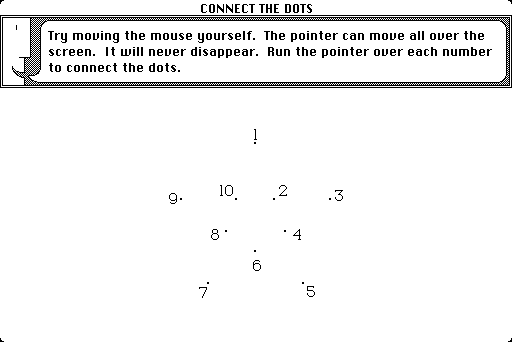 CONNECT THE DOTS
Try moving the mouse yourself. The pointer can move all over the
screen. It will never disappear. Run the pointer over each number
to connect the dots.
1
9 10 2 3
8 4
6
7 5